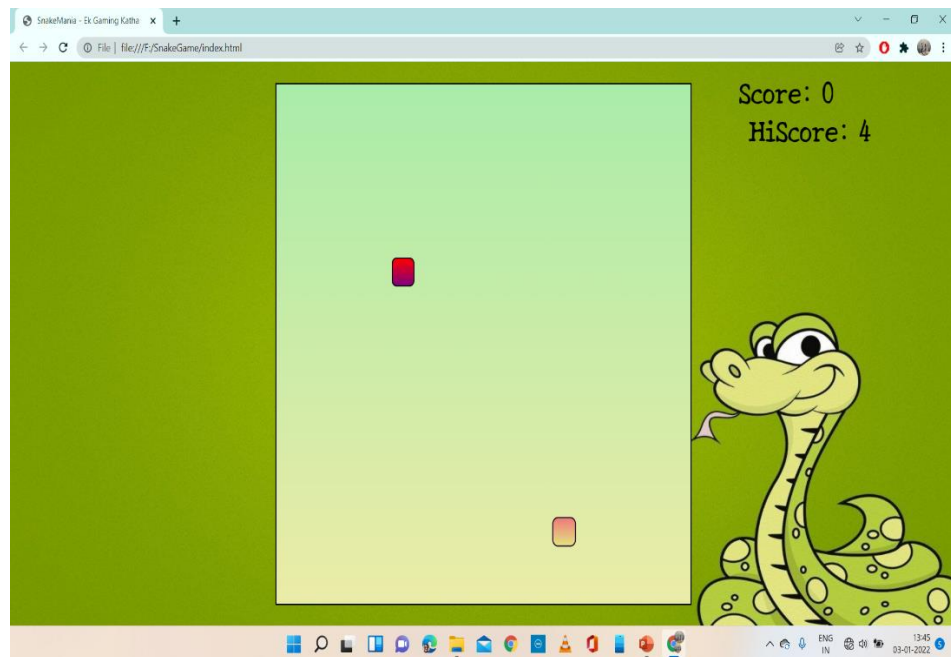 SnakeMania - Ek Gaming Katha
File | file:///F:/SnakeGame/index.html
Score: 0
HiScore: 4
ENG
IN
13:45
03-01-2022